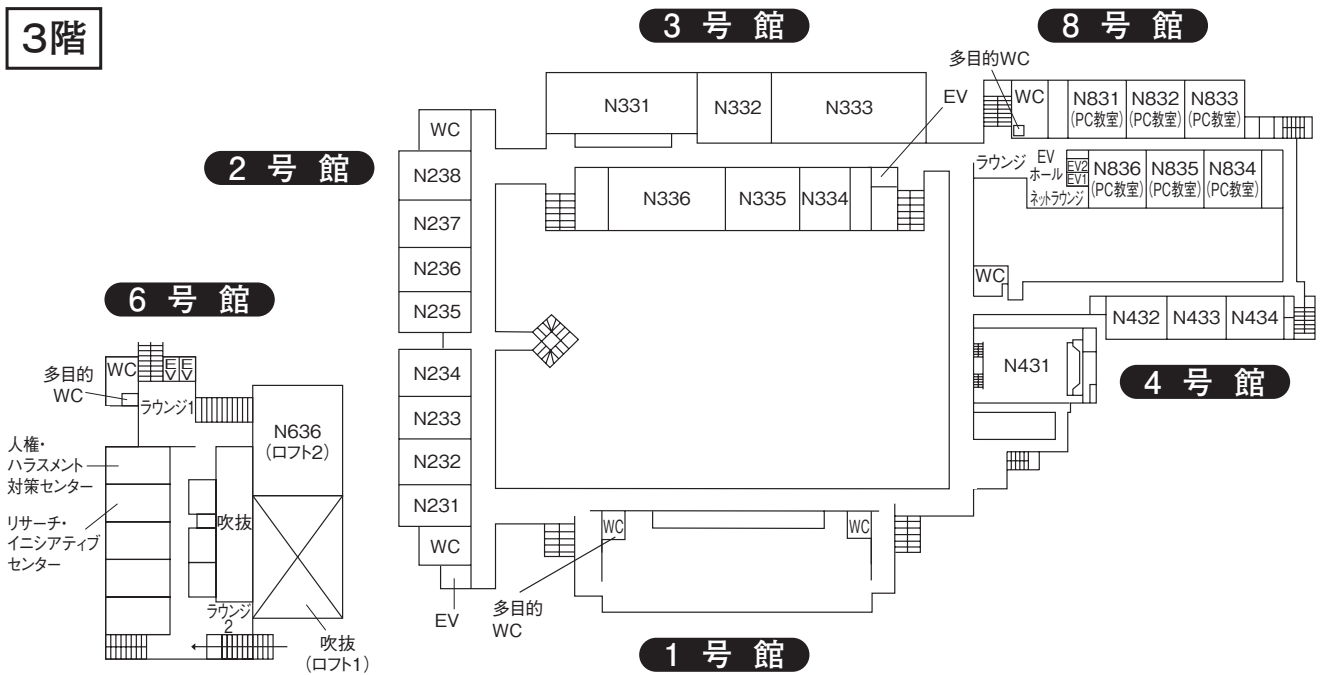 3階
3 号 館
8 号 館
2 号 館
6 号 館
4 号 館
1 号 館
N331
N332
N333
EV
N336
N335
N334
多目的WC
WC
N831
(PC教室)
N832
(PC教室)
N833
(PC教室)
ラウンジ
EV
ホール
EV2
EV1
ネットラウンジ
N836
(PC教室)
N835
(PC教室)
N834
(PC教室)
WC
N432
N433
N434
N431
WC
N238
N237
N236
N235
N234
N233
N232
N231
WC
EV
WC
多目的
WC
WC
WC
EV
EV
多目的
WC
ラウンジ1
N636
(ロフト2)
人権・
ハラスメント
対策センター
リサーチ・
イニシアティブ
センター
吹抜
ラウンジ
2
吹抜
(ロフト1)